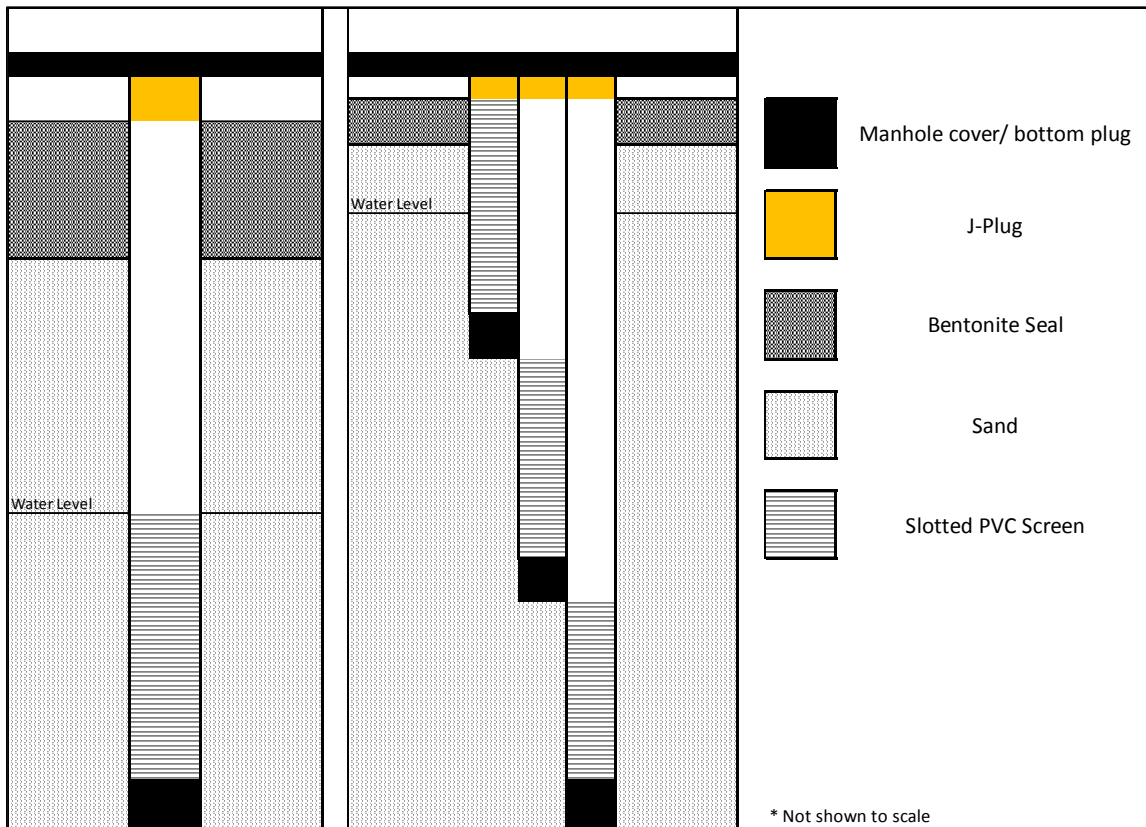 Water Level
Water Level
Manhole cover/ bottom plug
J-Plug
Bentonite Seal
Sand
Slotted PVC Screen
* Not shown to scale